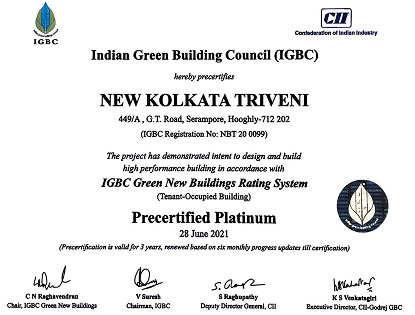 IGBC
CII
Confederation of Indian Industry
Indian Green Building Council (IGBC)
hereby precertifies
NEW KOLKATA TRIVENI
449/A , G.T. Road, Serampore, Hooghly-712 202
(IGBC Registration No: NBT 20 0099)
The project has demonstrated intent to design and build
high performance building in accordance with
IGBC Green New Buildings Rating System
(Tenant-Occupied Building)
Precertified Platinum
28 June 2021
(Precertification is valid for 3 years, renewed based on six monthly progress updates till certification)
C N Raghavendran
Chair, IGBC Green New Buildings
V Suresh
Chairman, IGBC
S Raghupathy
Deputy Director General, CII
K S Venkatagiri
Executive Director, CII-Godrej GBC